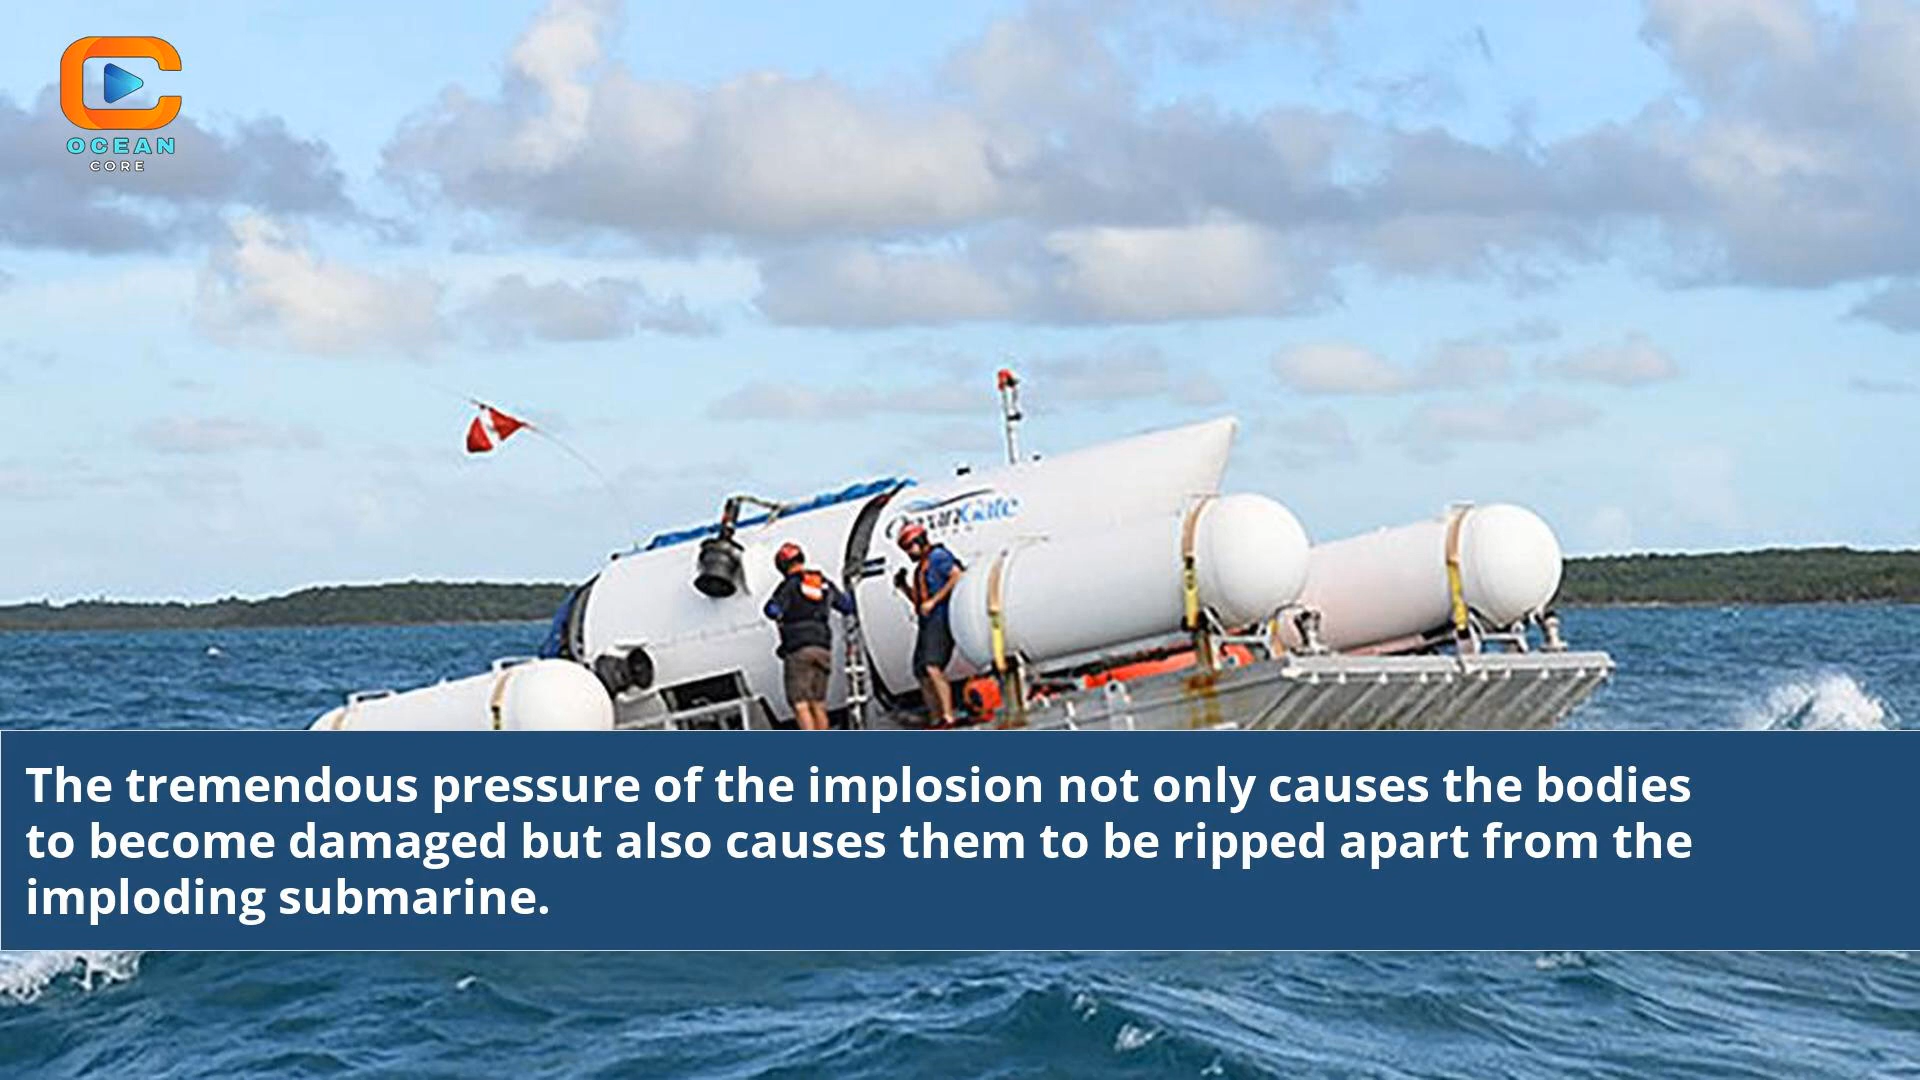 OCEAN
CORE
OceanGate
The tremendous pressure of the implosion not only causes the bodies
to become damaged but also causes them to be ripped apart from the
imploding submarine.